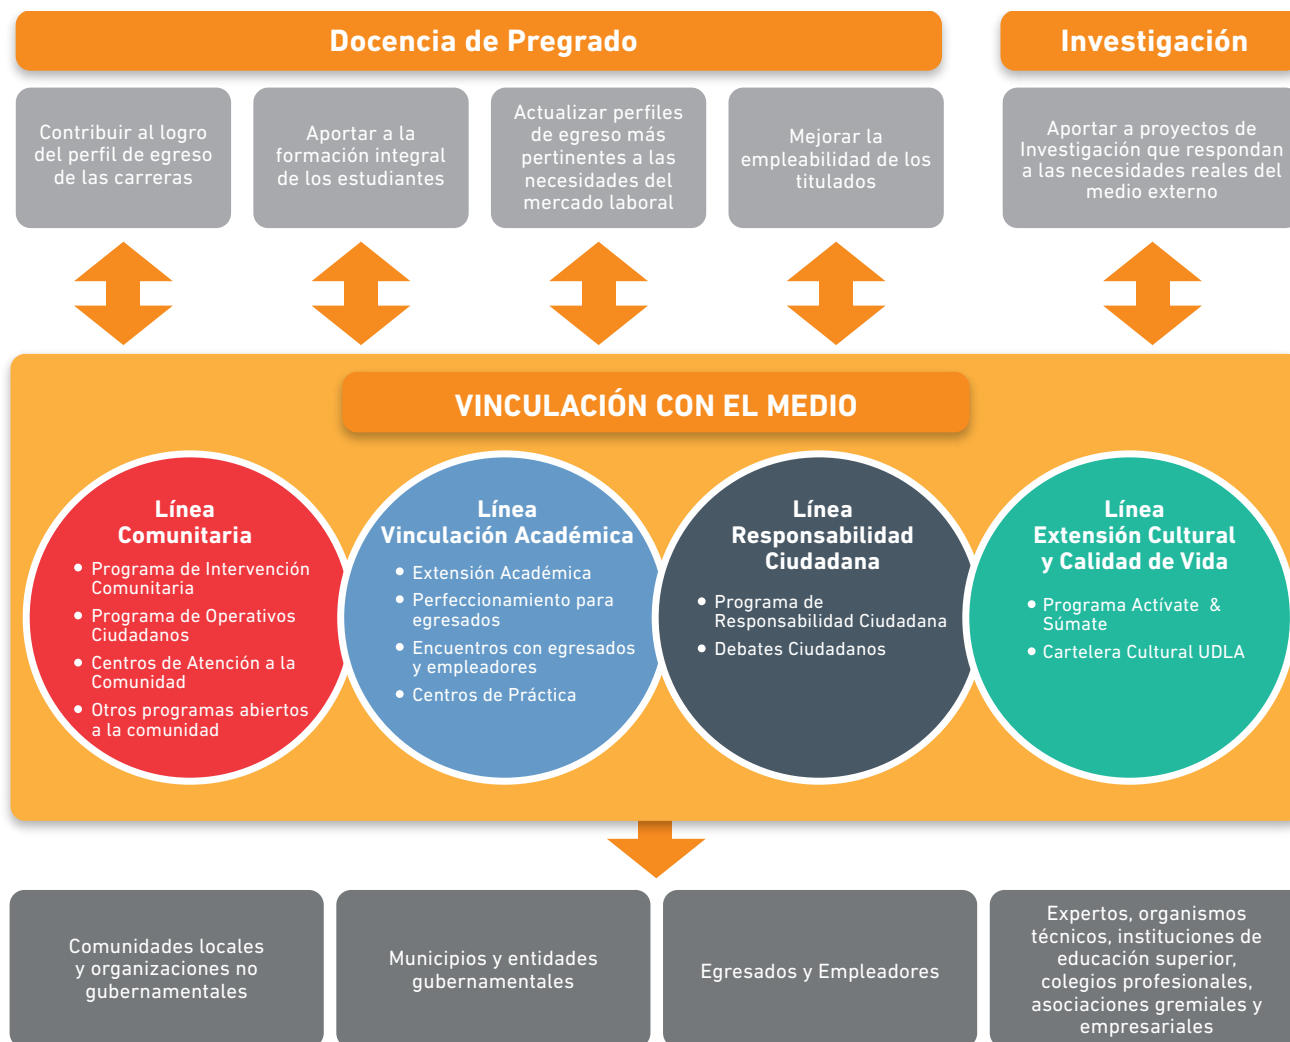 Docencia de Pregrado
Investigación
Contribuir al logro
del perfil de egreso
de las carreras
Aportar a la
formación integral
de los estudiantes
Actualizar perfiles
de egreso más
pertinentes a las
necesidades del
mercado laboral
Mejorar la
empleabilidad de los
titulados
Aportar a proyectos de
Investigación que respondan
a las necesidades reales del
medio externo
VINCULACIÓN CON EL MEDIO
Línea
Comunitaria
• Programa de Intervención
Comunitaria
• Programa de Operativos
Ciudadanos
• Centros de Atención a la
Comunidad
• Otros programas abiertos
a la comunidad
Línea
Vinculación Académica
• Extensión Académica
• Perfeccionamiento para
egresados
• Encuentros con egresados
y empleadores
• Centros de Práctica
Línea
Responsabilidad
Ciudadana
• Programa de
Responsabilidad Ciudadana
• Debates Ciudadanos
Línea
Extensión Cultural
y Calidad de Vida
• Programa Actívate &
Súmate
• Cartelera Cultural UDLA
Comunidades locales
y organizaciones no
gubernamentales
Municipios y entidades
gubernamentales
Egresados y Empleadores
Expertos, organismos
técnicos, instituciones de
educación superior,
colegios profesionales,
asociaciones gremiales y
empresariales